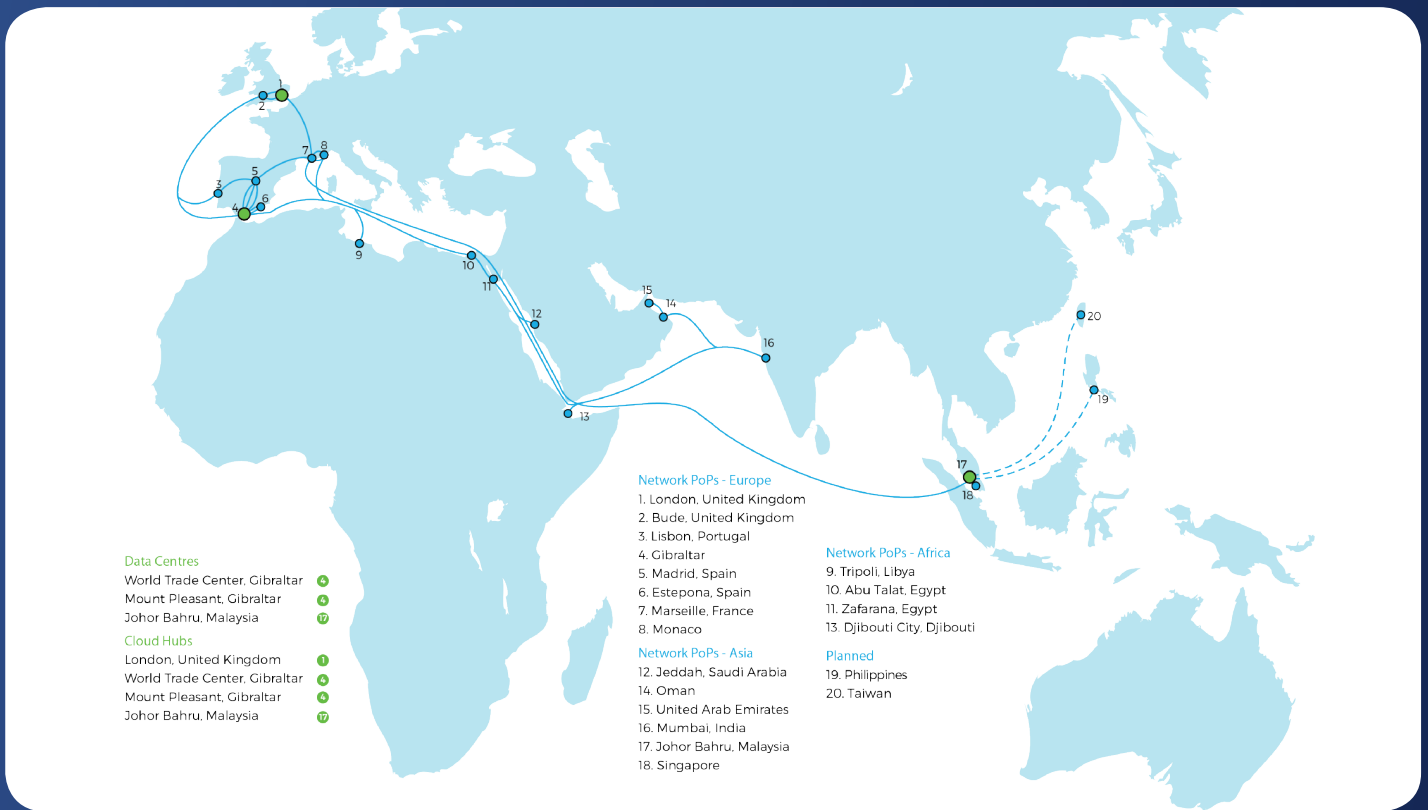 1
2
3
4
5
6
7
8
9
10
11
12
13
14
15
16
17
18
19
20
Data Centres
World Trade Center, Gibraltar 4
Mount Pleasant, Gibraltar 4
Johor Bahru, Malaysia 17
Cloud Hubs
London, United Kingdom 1
World Trade Center, Gibraltar 4
Mount Pleasant, Gibraltar 4
Johor Bahru, Malaysia 17
Network PoPs - Europe
1. London, United Kingdom
2. Bude, United Kingdom
3. Lisbon, Portugal
4. Gibraltar
5. Madrid, Spain
6. Estepona, Spain
7. Marseille, France
8. Monaco
Network PoPs - Asia
12. Jeddah, Saudi Arabia
14. Oman
15. United Arab Emirates
16. Mumbai, India
17. Johor Bahru, Malaysia
18. Singapore
Network PoPs - Africa
9. Tripoli, Libya
10. Abu Talat, Egypt
11. Zafarana, Egypt
13. Djibouti City, Djibouti
Planned
19. Philippines
20. Taiwan